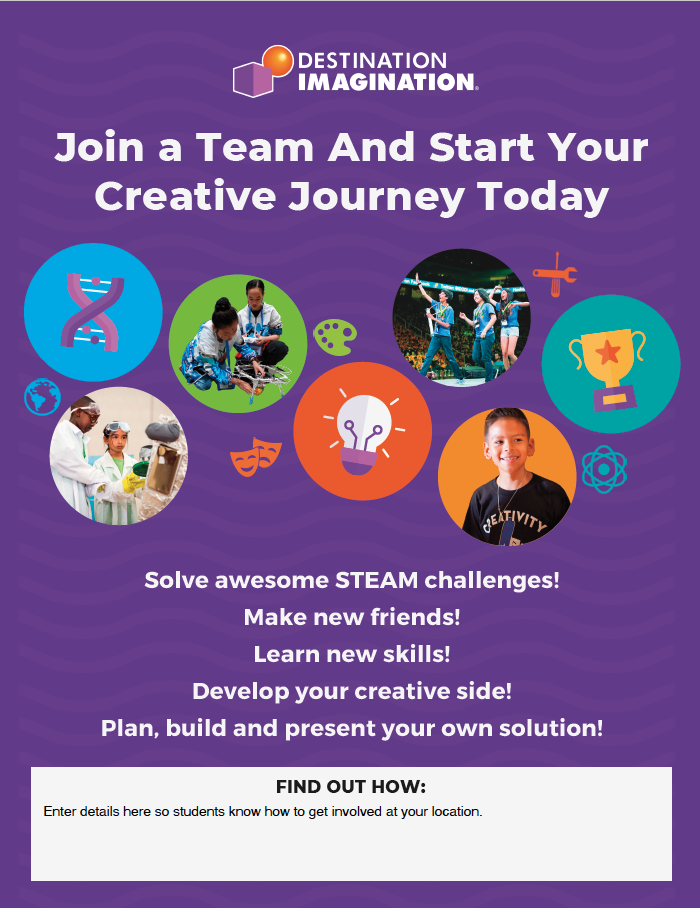 DESTINATION
IMAGINATION®
Join a Team And Start Your
Creative Journey Today
CREATIVITY
Solve awesome STEAM challenges!
Make new friends!
Learn new skills!
Develop your creative side!
Plan, build and present your own solution!
FIND OUT HOW:
Enter details here so students know how to get involved at your location.